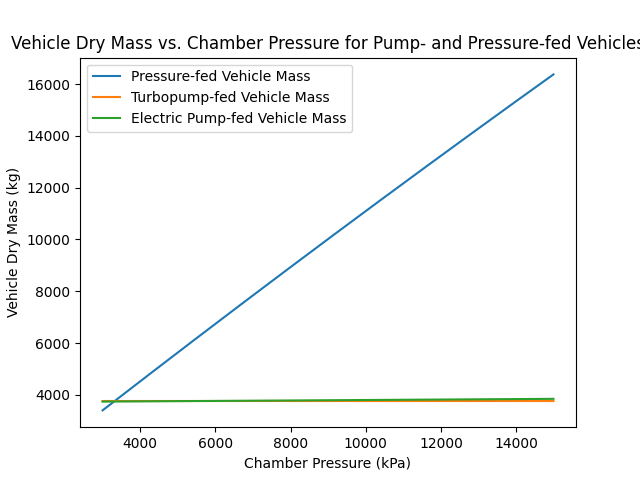 Vehicle Dry Mass vs. Chamber Pressure for Pump- and Pressure-fed Vehicles
Pressure-fed Vehicle Mass
Turbopump-fed Vehicle Mass
Electric Pump-fed Vehicle Mass
Vehicle Dry Mass (kg)
16000
14000
12000
10000
8000
6000
4000
4000 6000 8000 10000 12000 14000
Chamber Pressure (kPa)